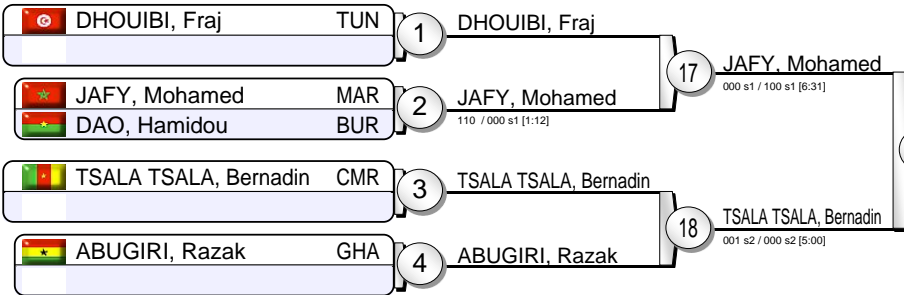 DHOUIBI, Fraj TUN
1
DHOUIBI, Fraj
JAFY, Mohamed MAR
DAO, Hamidou BUR
2
JAFY, Mohamed
110 / 000 s1 [1:12]
17
JAFY, Mohamed
000 s1 / 100 s1 [6:31]
TSALA TSALA, Bernadin CMR
3
TSALA TSALA, Bernadin
ABUGIRI, Razak GHA
4
ABUGIRI, Razak
18
TSALA TSALA, Bernadin
001 s2 / 000 s2 [5:00]